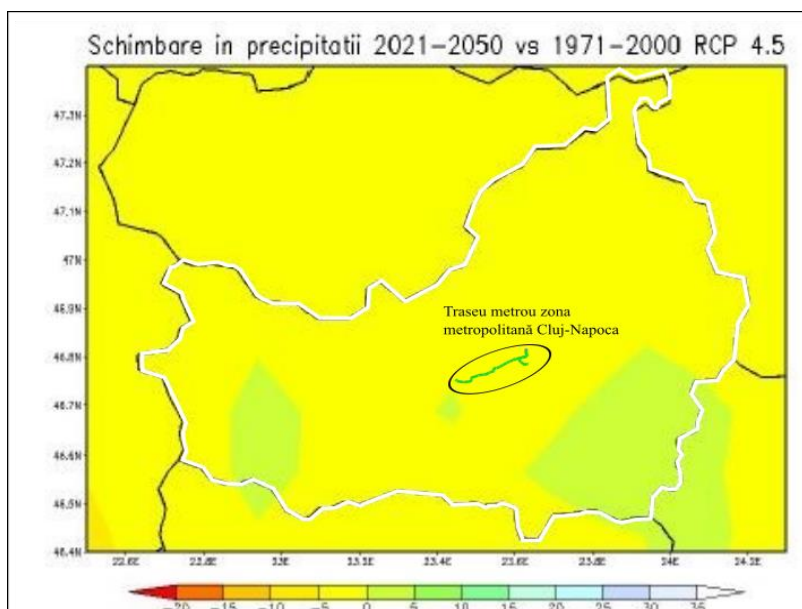 Schimbare in precipitatii 2021-2050 vs 1971-2000 RCP 4.5
47.3N
47.2N
47.1N
47N
46.9N
46.8N
46.7N
46.6N
46.5N
46.4N
Traseu metrou zona
metropolitană Cluj-Napoca
22.6E 22.8E 23E 23.2E 23.4E 23.6E 23.8E 24E 24.2E
-20 -15 -10 -5 0 5 10 15 20 25 30 35